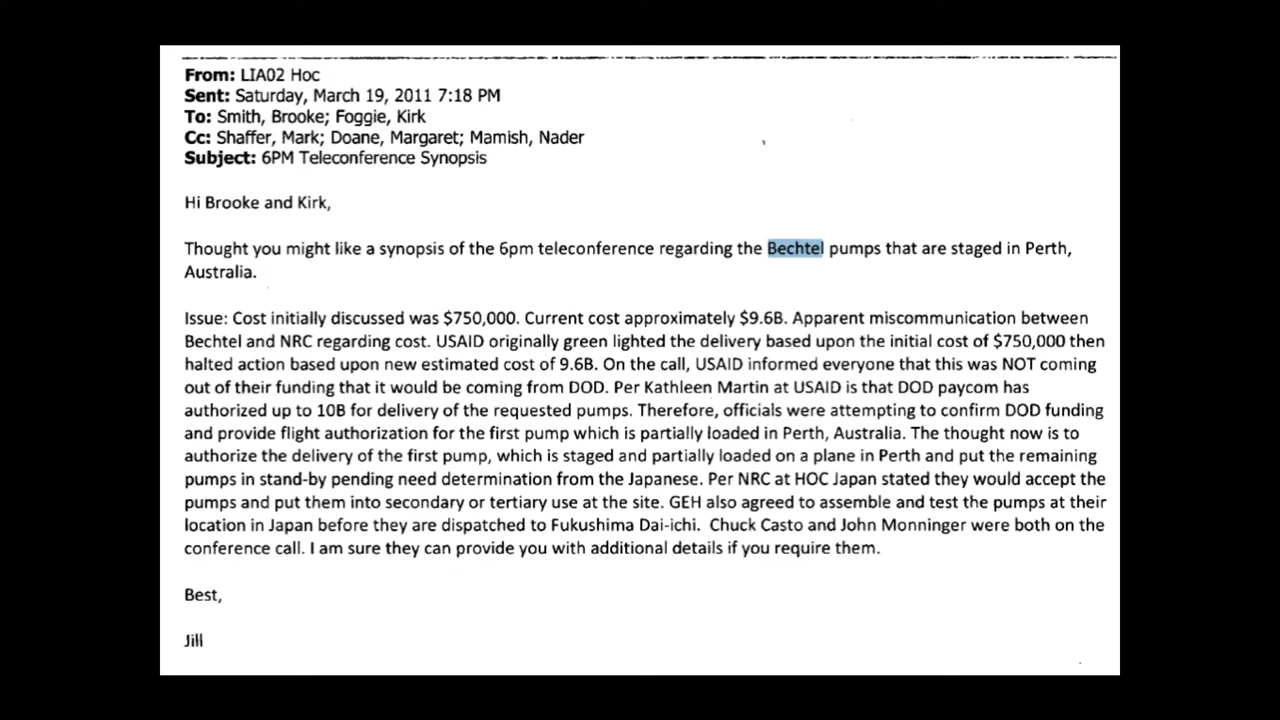 From: LIA02 Hoc
Sent: Saturday, March 19, 2011 7:18 PM
To: Smith, Brooke; Foggie, Kirk
Cc: Shaffer, Mark; Doane, Margaret; Mamish, Nader
Subject: 6PM Teleconference Synopsis
Hi Brooke and Kirk,
Thought you might like a synopsis of the 6pm teleconference regarding the Bechtel pumps that are staged in Perth,
Australia.
Issue: Cost initially discussed was $750,000. Current cost approximately $9.6B. Apparent miscommunication between
Bechtel and NRC regarding cost. USAID originally green lighted the delivery based upon the initial cost of $750,000 then
halted action based upon new estimated cost of 9.6B. On the call, USAID informed everyone that this was NOT coming
out of their funding that it would be coming from DOD. Per Kathleen Martin at USAID is that DOD paycom has
authorized up to 10B for delivery of the requested pumps. Therefore, officials were attempting to confirm DOD funding
and provide flight authorization for the first pump which is partially loaded in Perth, Australia. The thought now is to
authorize the delivery of the first pump, which is staged and partially loaded on a plane in Perth and put the remaining
pumps in stand-by pending need determination from the Japanese. Per NRC at HOC Japan stated they would accept the
pumps and put them into secondary or tertiary use at the site. GEH also agreed to assemble and test the pumps at their
location in Japan before they are dispatched to Fukushima Dai-ichi. Chuck Casto and John Monninger were both on the
conference call. I am sure they can provide you with additional details if you require them.
Best,
Jill